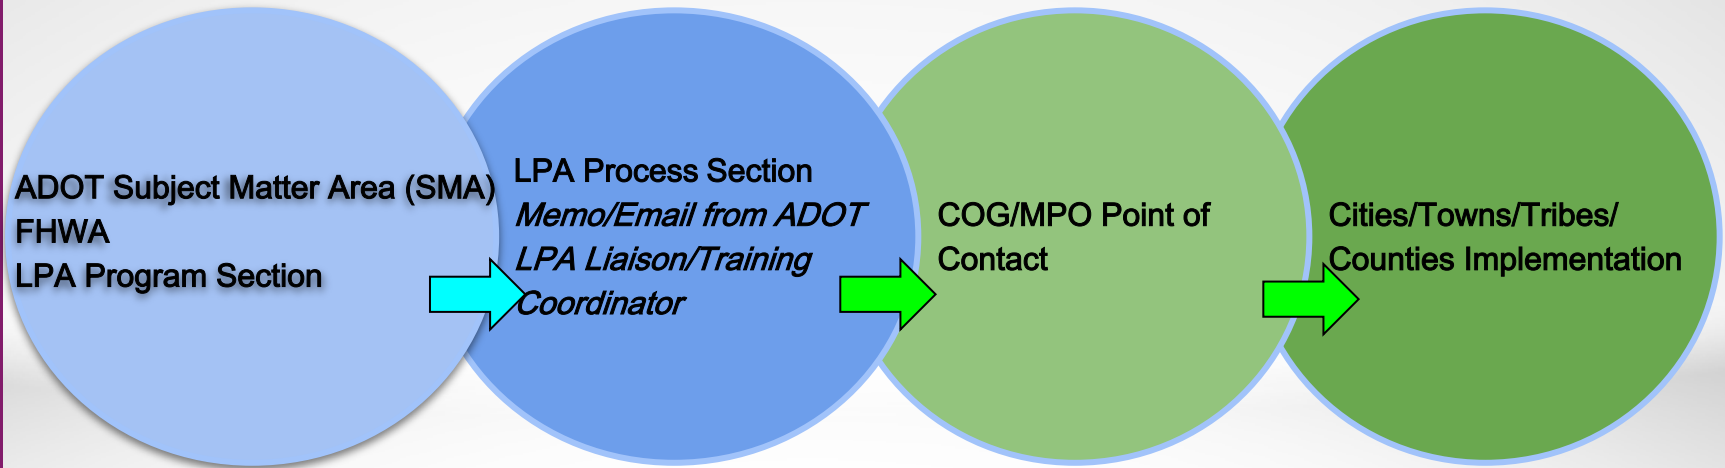 ADOT Subject Matter Area (SMA)
FHWA
LPA Program Section
LPA Process Section
Memo/Email from ADOT
LPA Liaison/Training
Coordinator
COG/MPO Point of
Contact
Cities/Towns/Tribes/
Counties Implementation